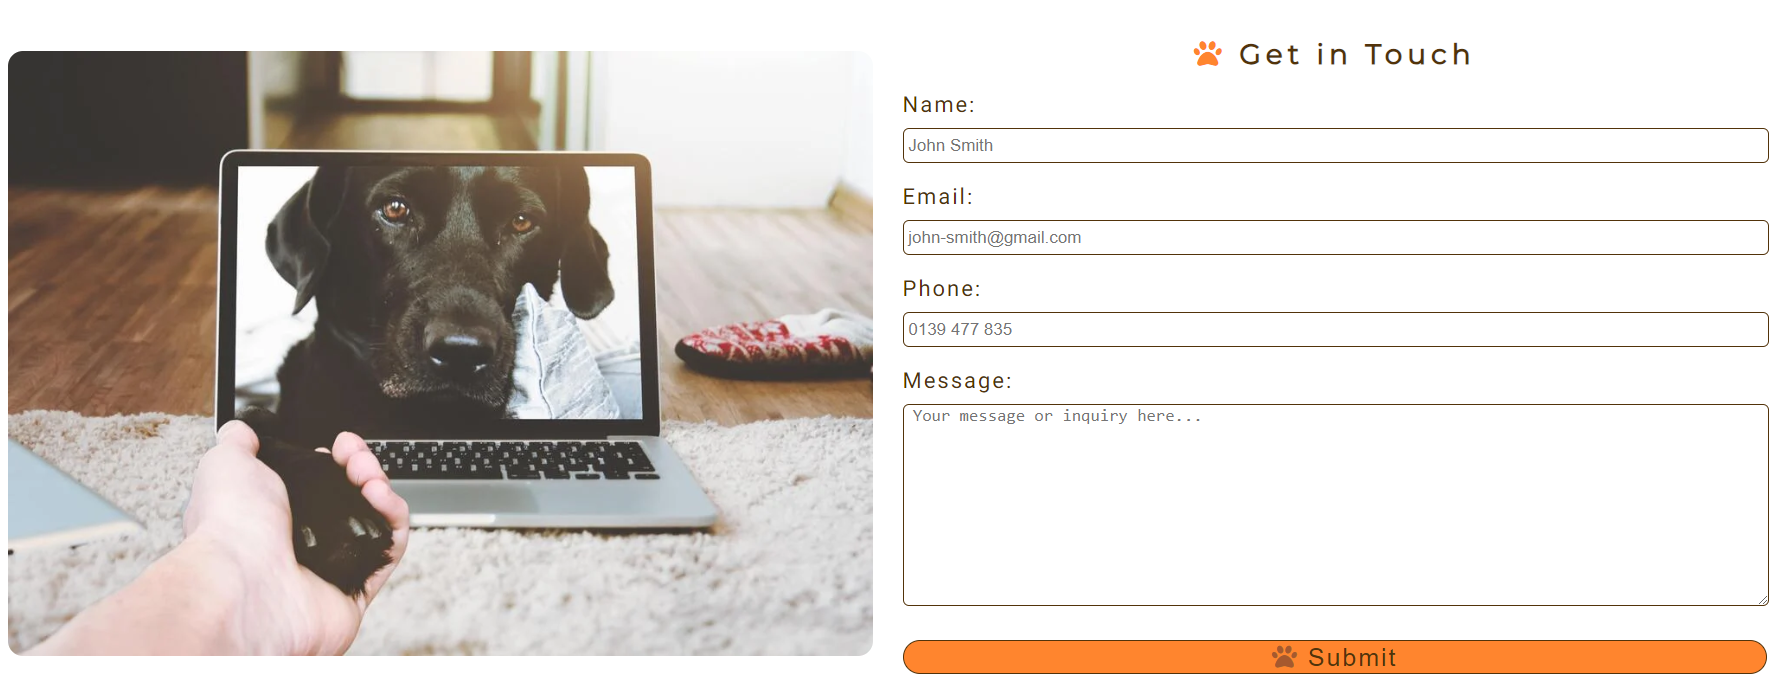 Get in Touch
Name:
John Smith
Email:
john-smith@gmail.com
Phone:
0139 477 835
Message:
Your message or inquiry here...
Submit